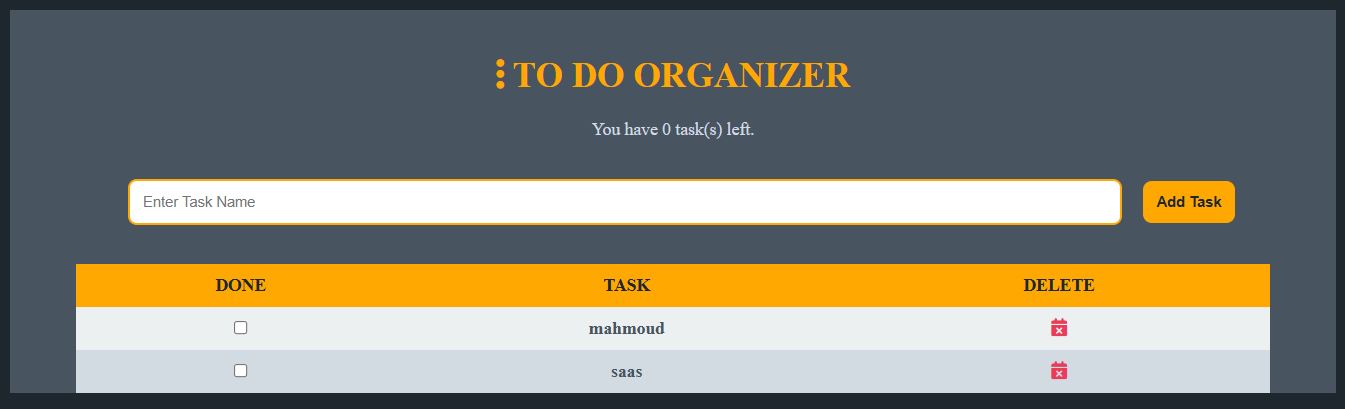 TO DO ORGANIZER
You have 0 task(s) left.
Enter Task Name
Add Task
DONE TASK DELETE
mahmoud
saas